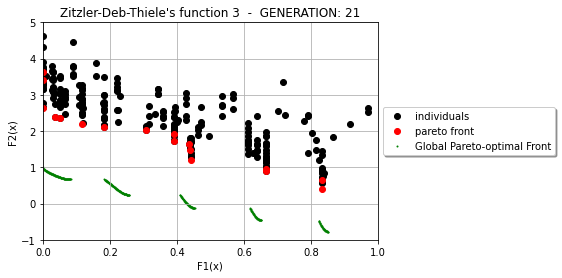 Zitzler-Deb-Thiele's function 3 - GENERATION: 21
5
4
3
2
1
0
−1
F2(x)
0.0 0.2 0.4 0.6 0.8 1.0
F1(x)
individuals
pareto front
Global Pareto-optimal Front